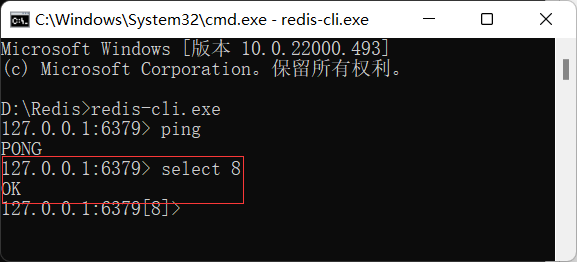 C:\Windows\System32\cmd.exe - redis-cli.exe
Microsoft Windows [版本 10.0.22000.493]
(c) Microsoft Corporation。保留所有权利。
D:\Redis>redis-cli.exe
127.0.0.1:6379> ping
PONG
127.0.0.1:6379> select 8
OK
127.0.0.1:6379[8]>